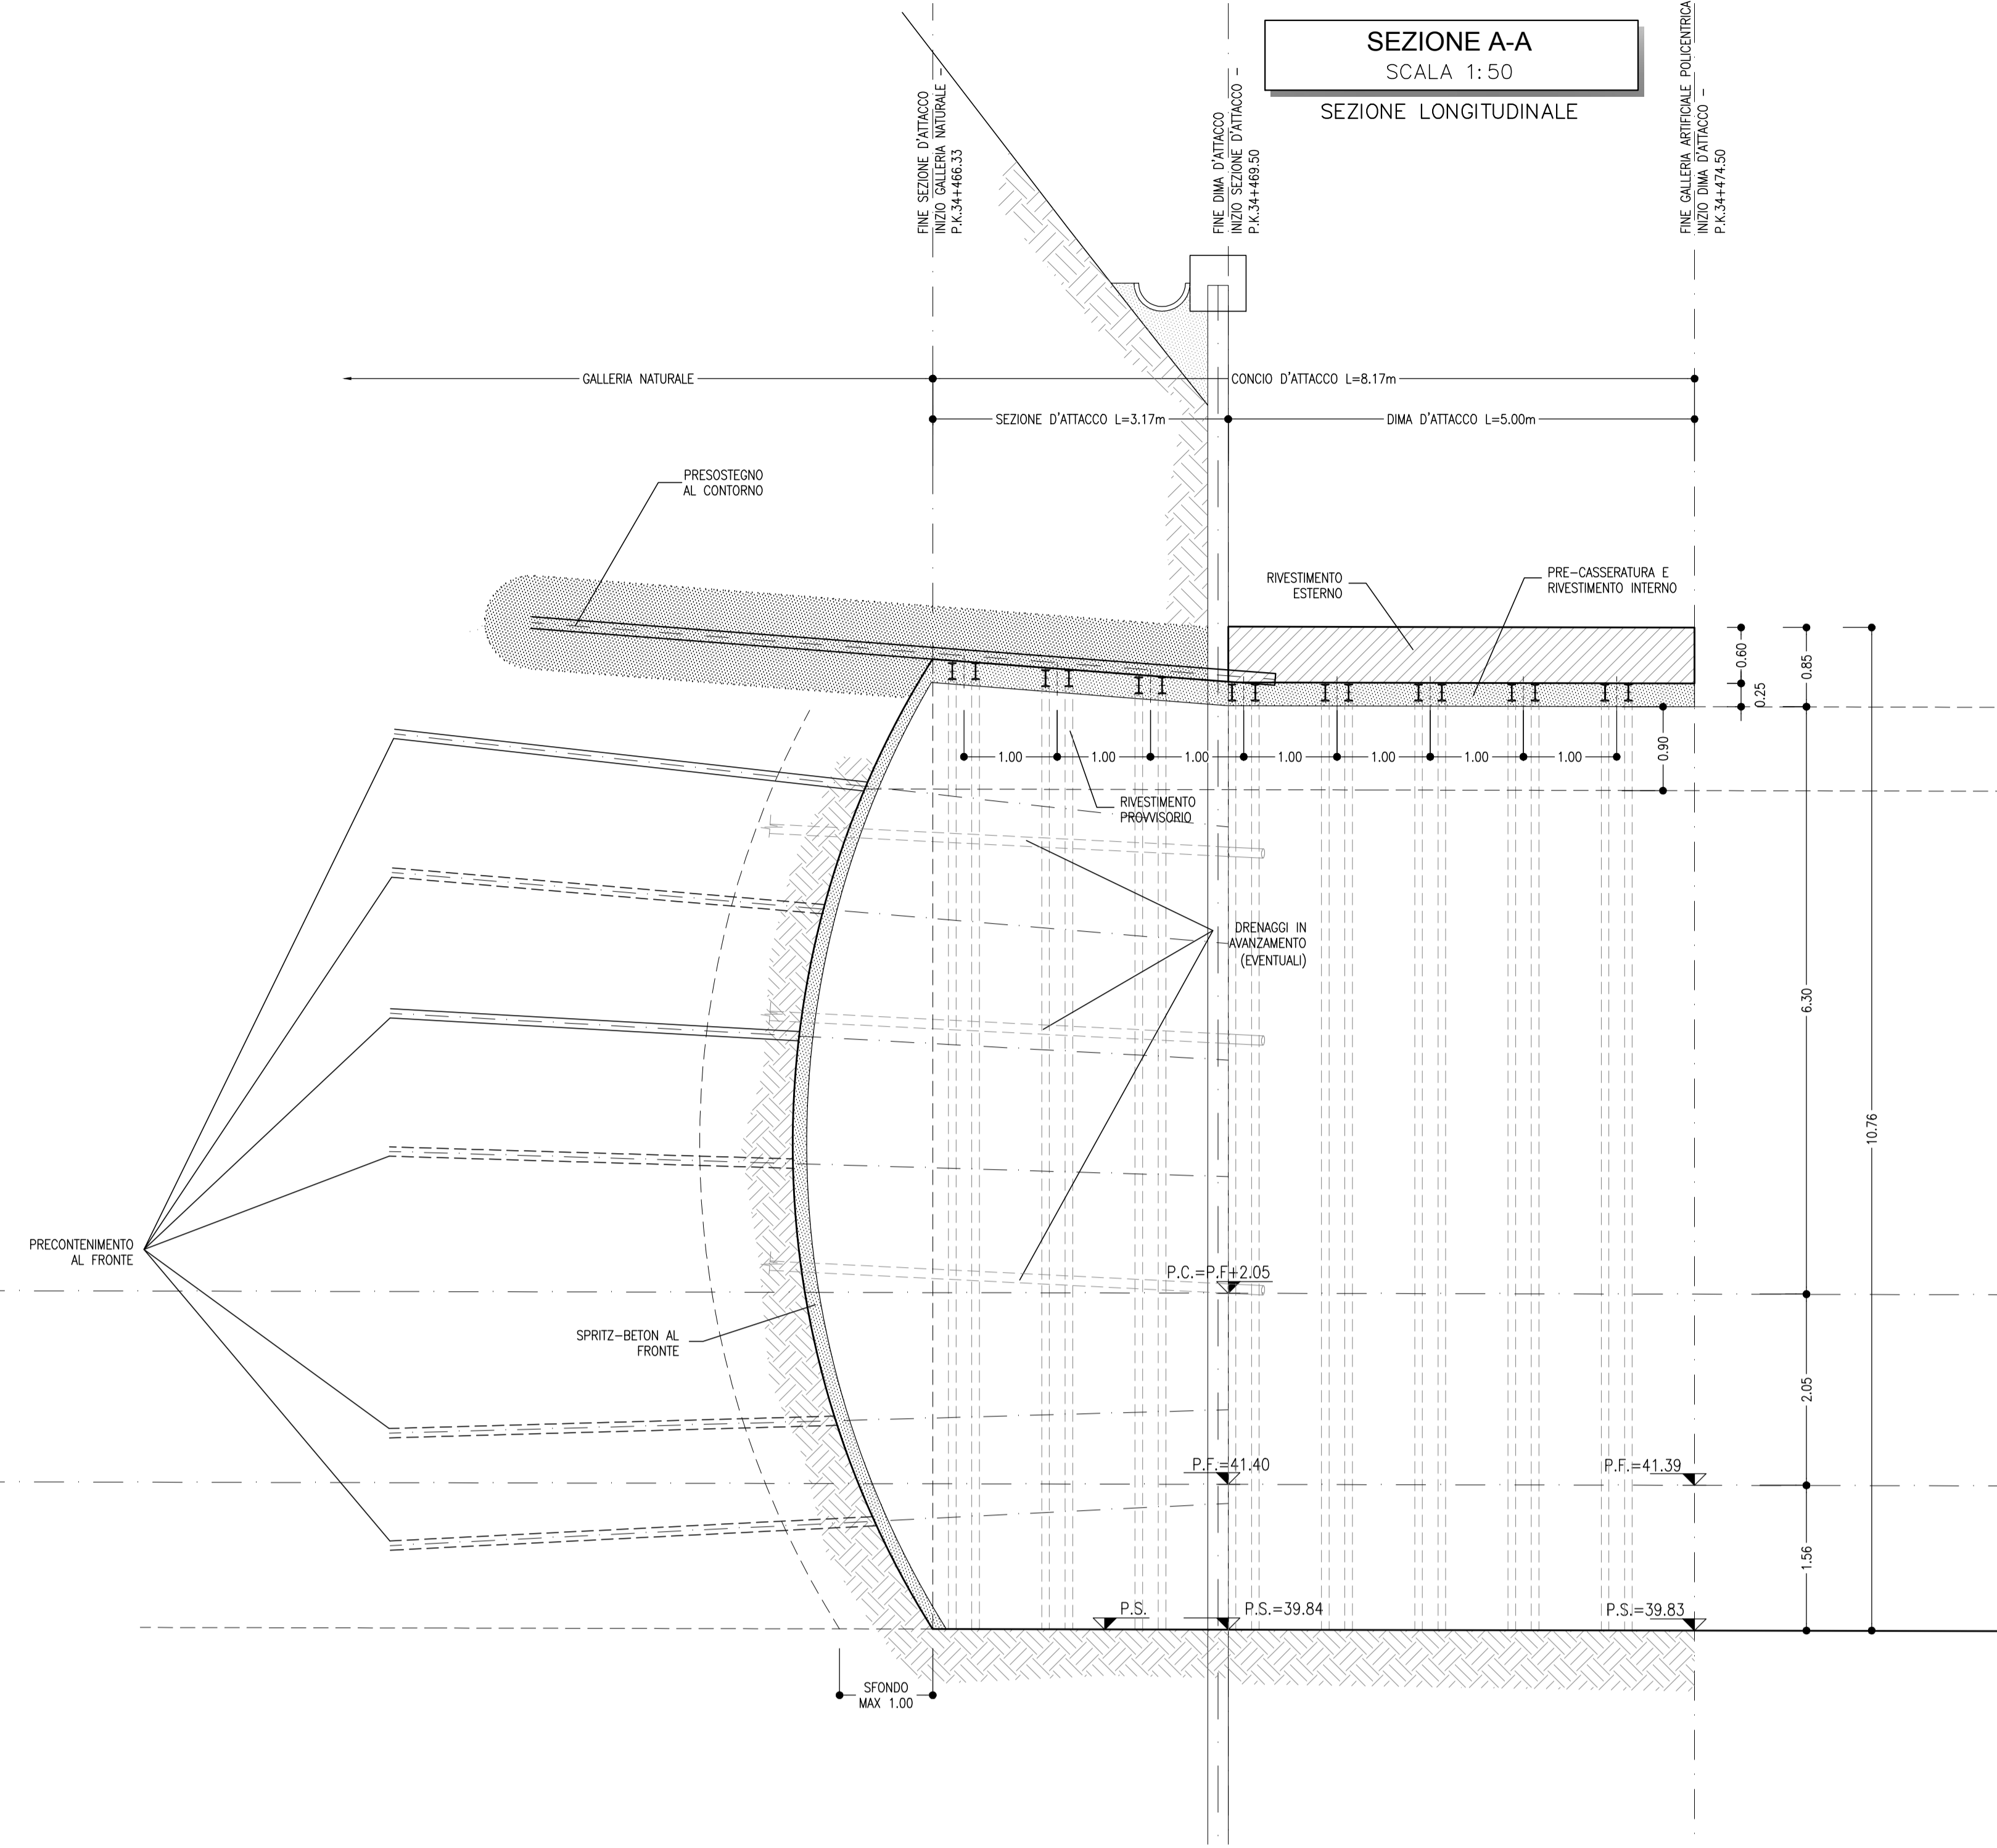 SEZIONE A-A
SCALA 1:50
SEZIONE LONGITUDINALE
FINE SEZIONE D'ATTACCO
INIZIO GALLERIA NATURALE -
P.K.34+466.33
FINE DIMA D'ATTACCO
INIZIO SEZIONE D'ATTACCO -
P.K.34+469.50
FINE GALLERIA ARTIFICIALE POLICENTRICA
INIZIO DIMA D'ATTACCO -
P.K.34+474.50
GALLERIA NATURALE
CONCIO D'ATTACCO L=8.17m
SEZIONE D'ATTACCO L=3.17m
DIMA D'ATTACCO L=5.00m
PRESOSTEGNO
AL CONTORNO
RIVESTIMENTO
ESTERNO
PRE-CASSERATURA E
RIVESTIMENTO INTERNO
0.60
0.25
0.85
0.90
1.00
1.00
1.00
1.00
1.00
1.00
1.00
RIVESTIMENTO
PROVVISORIO
DRENAGGI IN
AVANZAMENTO
(EVENTUALI)
6.30
10.76
PRECONTENIMENTO
AL FRONTE
P.C.=P.F+2.05
SPRITZ-BETON AL
FRONTE
2.05
P.F.=41.40
P.F.=41.39
1.56
P.S.
P.S.=39.84
P.S.=39.83
SFONDO
MAX 1.00